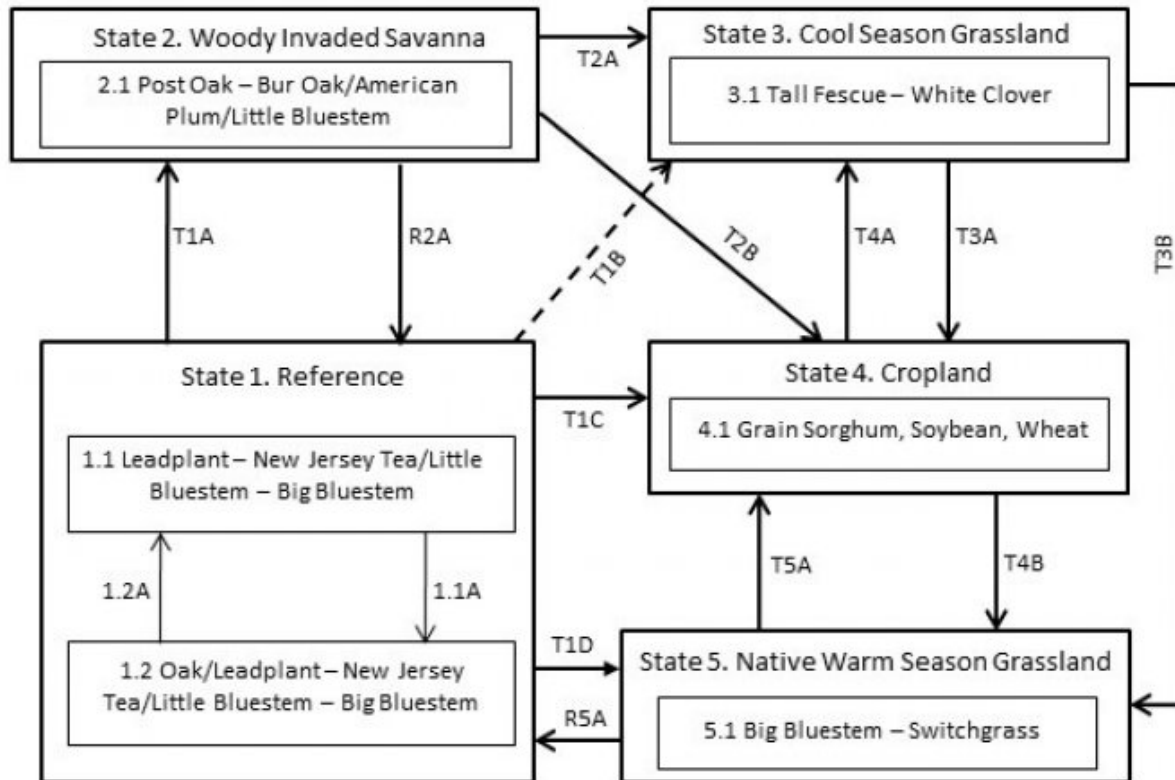 State 2. Woody Invaded Savanna
2.1 Post Oak – Bur Oak/American
Plum/Little Bluestem
T2A
State 3. Cool Season Grassland
3.1 Tall Fescue – White Clover
T1A
R2A
T1B
T2B
T4A
T3A
T3B
State 1. Reference
1.1 Leadplant – New Jersey Tea/Little
Bluestem – Big Bluestem
1.2A
1.1A
1.2 Oak/Leadplant – New Jersey
Tea/Little Bluestem – Big Bluestem
T1C
State 4. Cropland
4.1 Grain Sorghum, Soybean, Wheat
T5A
T4B
T1D
R5A
State 5. Native Warm Season Grassland
5.1 Big Bluestem – Switchgrass